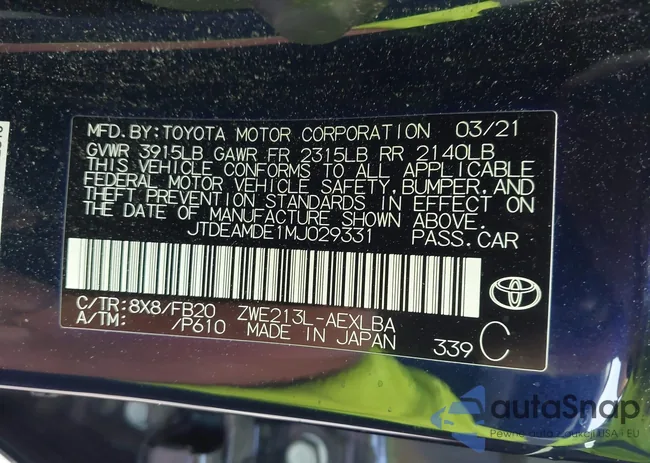 MFD.BY:TOYOTA MOTOR CORPORATION 03/21
GVWR 3915LB GAWR FR 2315LB RR 2140LB
THIS VEHICLE CONFORMS TO ALL APPLICABLE
FEDERAL MOTOR VEHICLE SAFETY,BUMPER,AND
THEFT PREVENTION STANDARDS IN EFFECT ON
THE DATE OF MANUFACTURE SHOWN ABOVE.
JTDEAMDE1MJ029331 PASS.CAR
C/TR:8X8/FB20 ZWE213L-AEXLBA
A/TM: /P610 MADE IN JAPAN
339 C
autoSnap
USA i EU